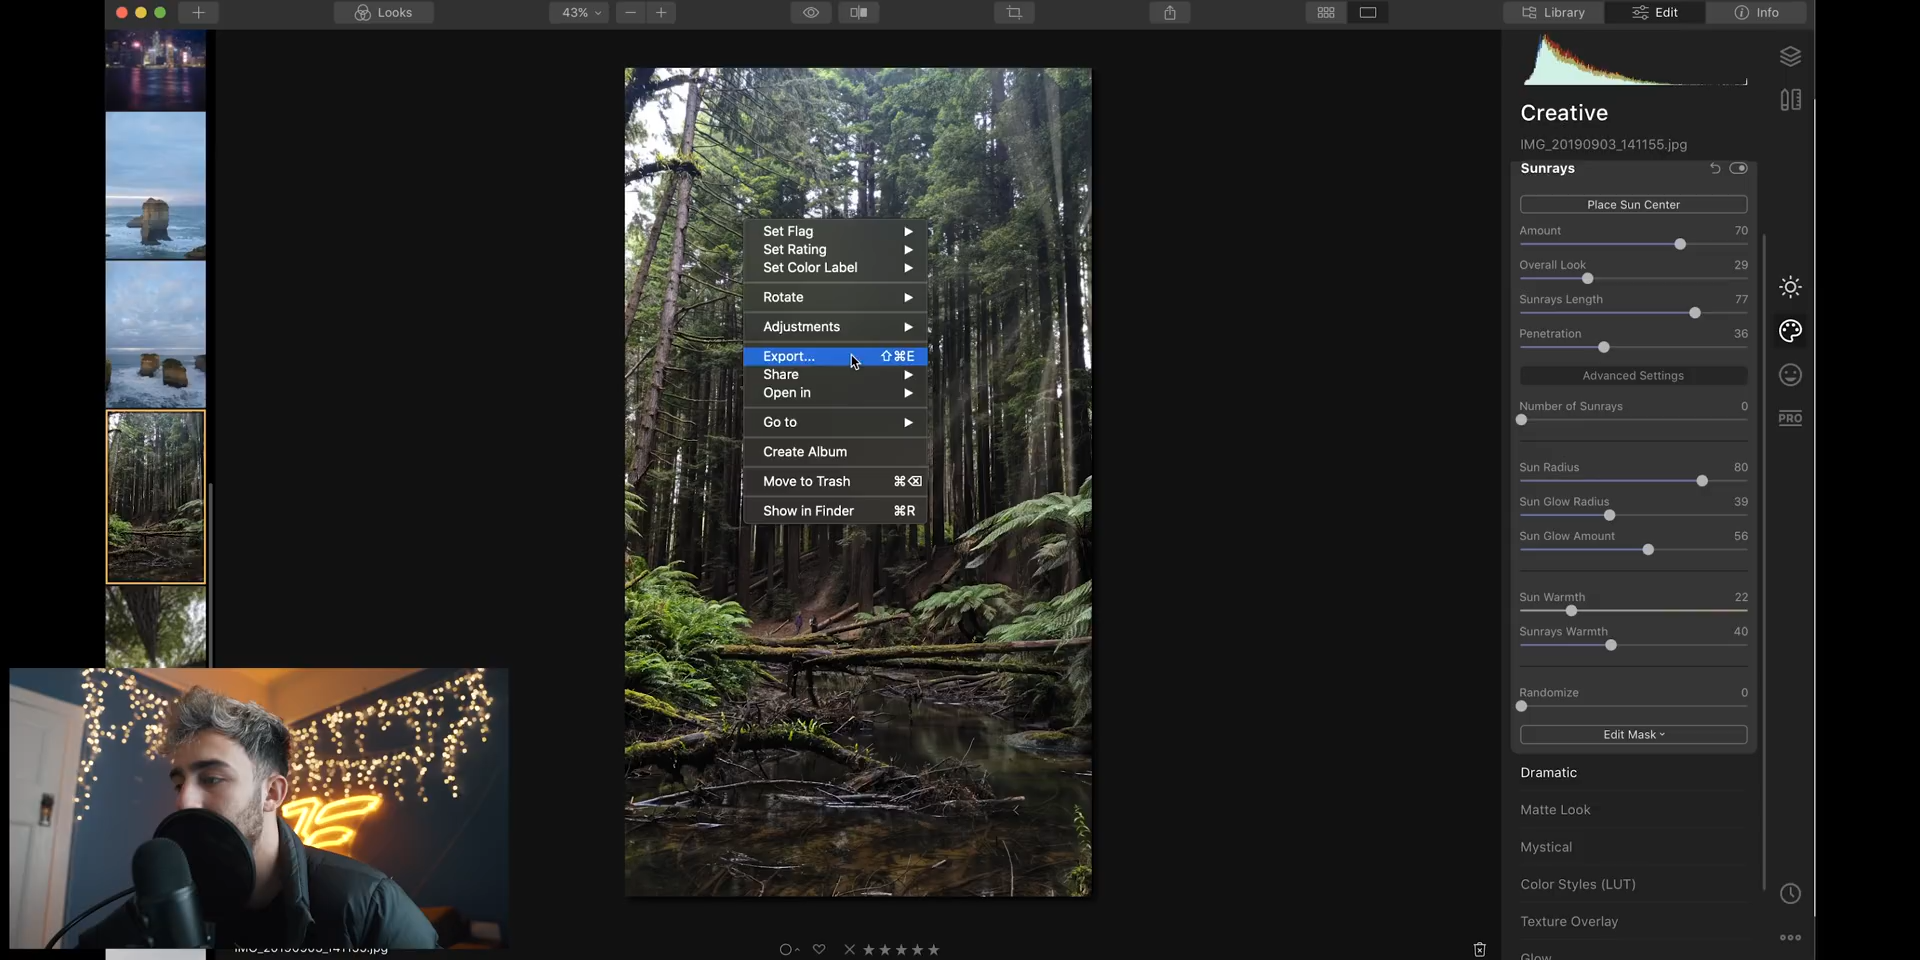 Looks
43%
Library
Edit
Info
Creative
IMG_20190903_141155.jpg
Sunrays
Place Sun Center
Amount 70
Overall Look 29
Sunrays Length 77
Penetration 36
Advanced Settings
Number of Sunrays 0
Sun Radius 80
Sun Glow Radius 39
Sun Glow Amount 56
Sun Warmth 22
Sunrays Warmth 40
Randomize 0
Edit Mask
Dramatic
Matte Look
Mystical
Color Styles (LUT)
Texture Overlay
Glow
PRO
Set Flag
Set Rating
Set Color Label
Rotate
Adjustments
Export... ⇧⌘E
Share
Open in
Go to
Create Album
Move to Trash ⌘⌫
Show in Finder ⌘R
IMG_20190903_141155.jpg